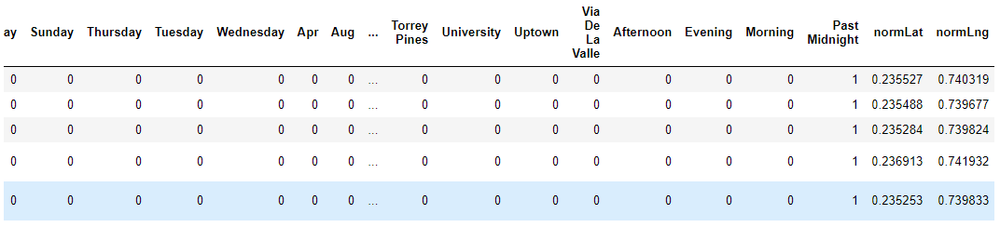 ay Sunday Thursday Tuesday Wednesday Apr Aug ... Torrey Pines University Uptown Via De La Valle Afternoon Evening Morning Past Midnight normLat normLng
0 0 0 0 0 0 0 ... 0 0 0 0 0 0 0 1 0.235527 0.740319
0 0 0 0 0 0 0 ... 0 0 0 0 0 0 0 1 0.235488 0.739677
0 0 0 0 0 0 0 ... 0 0 0 0 0 0 0 1 0.235284 0.739824
0 0 0 0 0 0 0 ... 0 0 0 0 0 0 0 1 0.236913 0.741932
0 0 0 0 0 0 0 ... 0 0 0 0 0 0 0 1 0.235253 0.739833